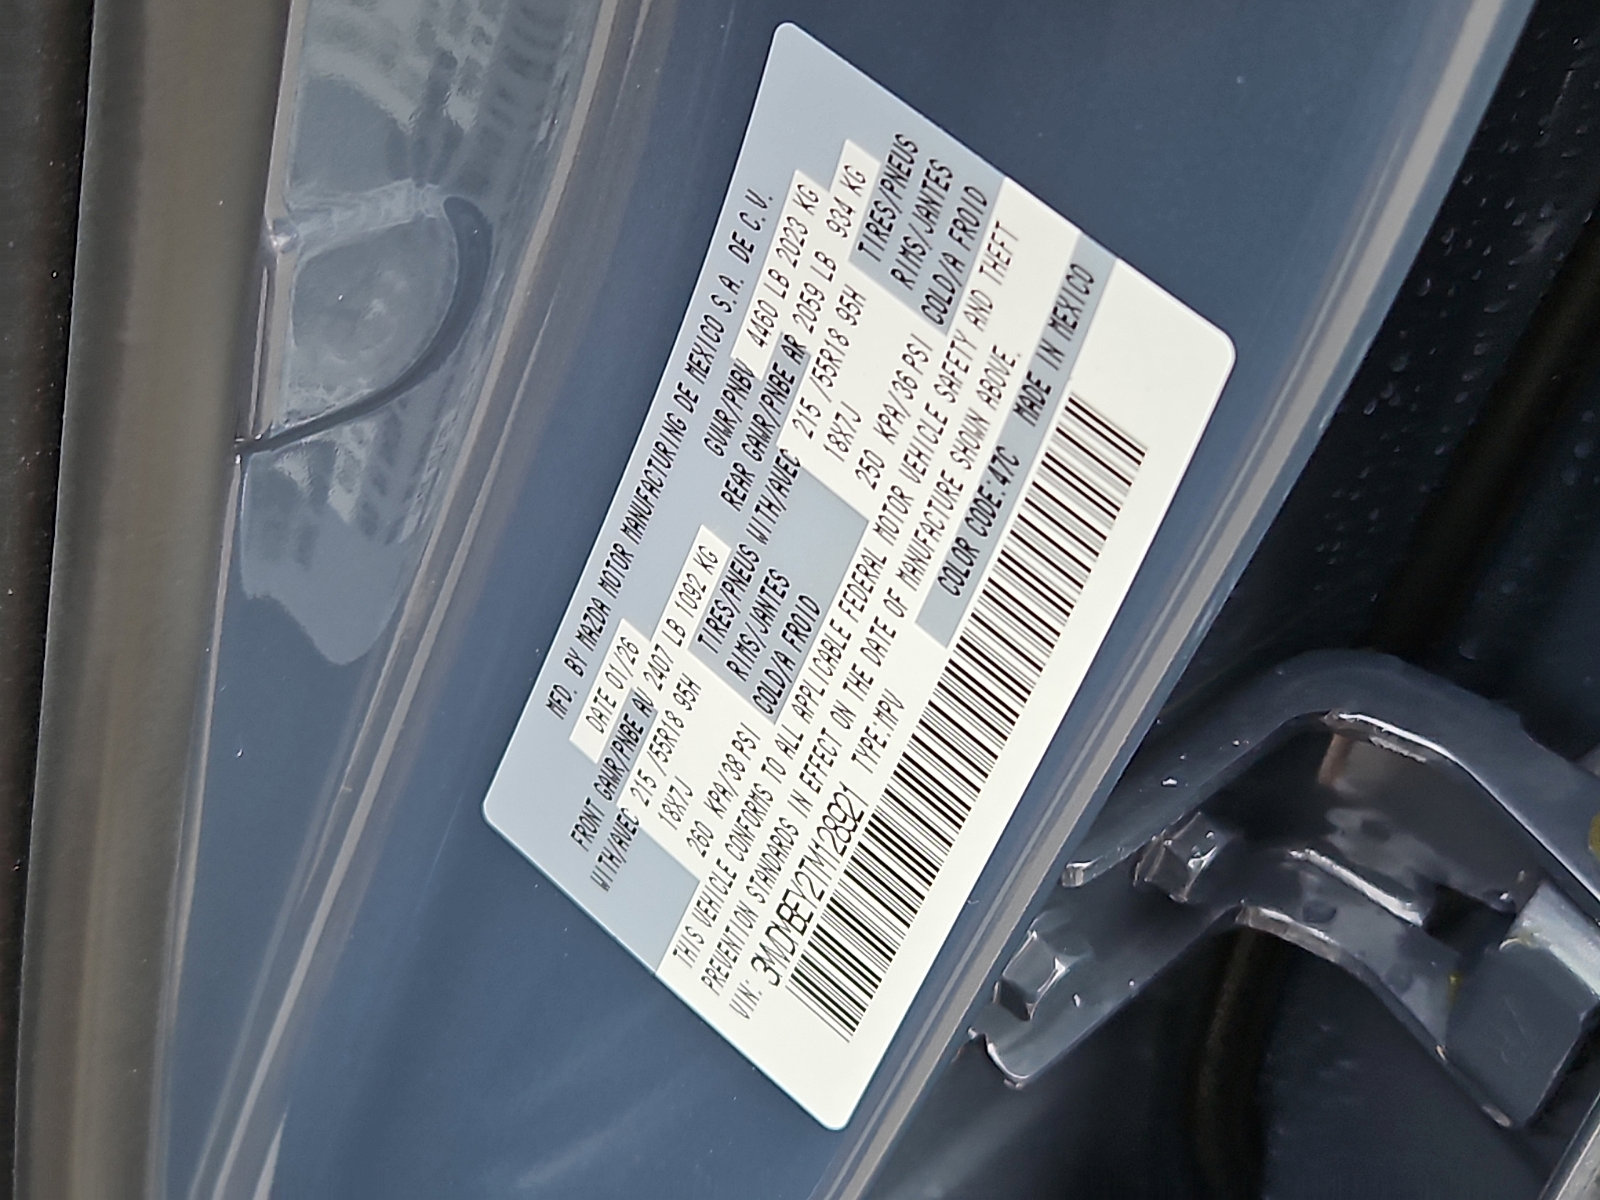 MFD. BY MAZDA MOTOR MANUFACTURING DE MEXICO S.A. DE C.V.
DATE 01/26 GVWR/PNBV 4460 LB 2023 KG
FRONT GAWR/PNBE AV 2407 LB 1092 KG REAR GAWR/PNBE AR 2059 LB 934 KG
WITH/AVEC 215 /55R18 95H TIRES/PNEUS WITH/AVEC 215 /55R18 95H TIRES/PNEUS
18X7J RIMS/JANTES 18X7J RIMS/JANTES
260 KPA/38 PSI COLD/A FROID 250 KPA/36 PSI COLD/A FROID
THIS VEHICLE CONFORMS TO ALL APPLICABLE FEDERAL MOTOR VEHICLE SAFETY AND THEFT
PREVENTION STANDARDS IN EFFECT ON THE DATE OF MANUFACTURE SHOWN ABOVE.
VIN: 3MVDMBEY2TM128921 TYPE:MPV COLOR CODE:47C MADE IN MEXICO